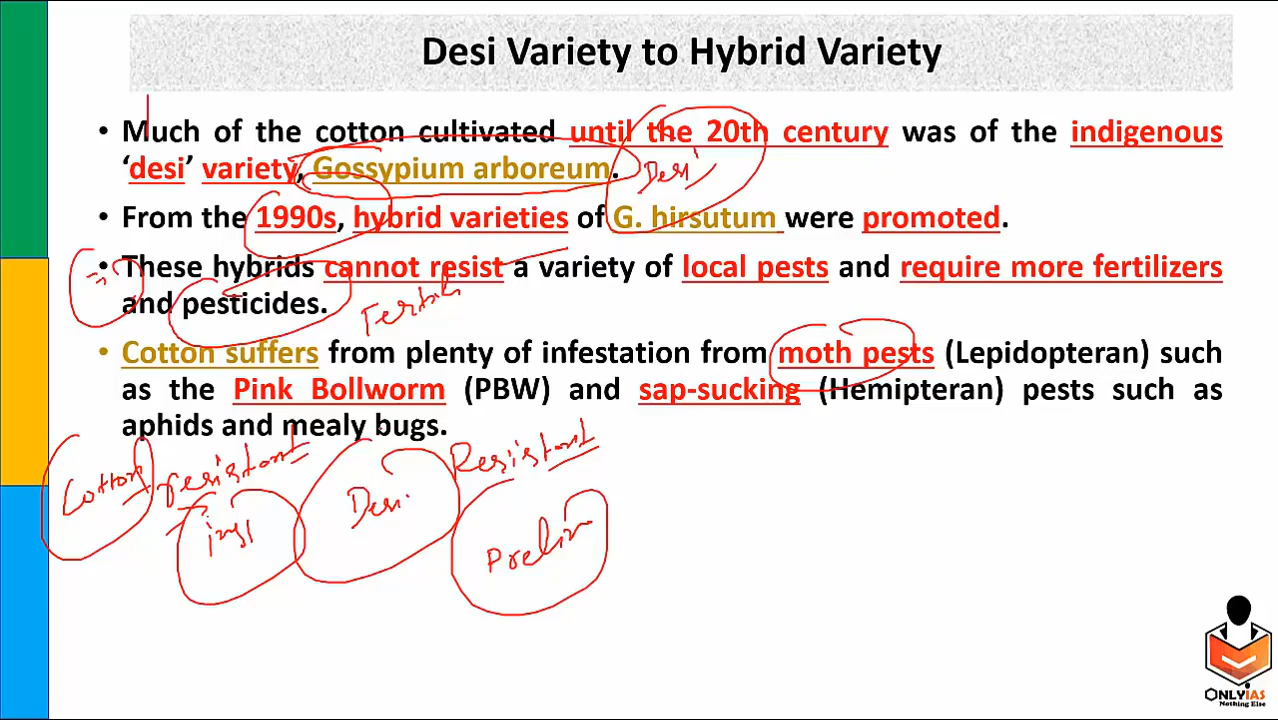 Desi Variety to Hybrid Variety
• Much of the cotton cultivated until the 20th century was of the indigenous
'desi' variety, Gossypium arboreum.
Desi
• From the 1990s, hybrid varieties of G. hirsutum were promoted.
• These hybrids cannot resist a variety of local pests and require more fertilizers
and pesticides.
• Cotton suffers from plenty of infestation from moth pests (Lepidopteran) such
as the Pink Bollworm (PBW) and sap-sucking (Hemipteran) pests such as
aphids and mealy bugs.
Cotton resistant Desi Resistant
Prelim
ONLYIAS
Nothing Else